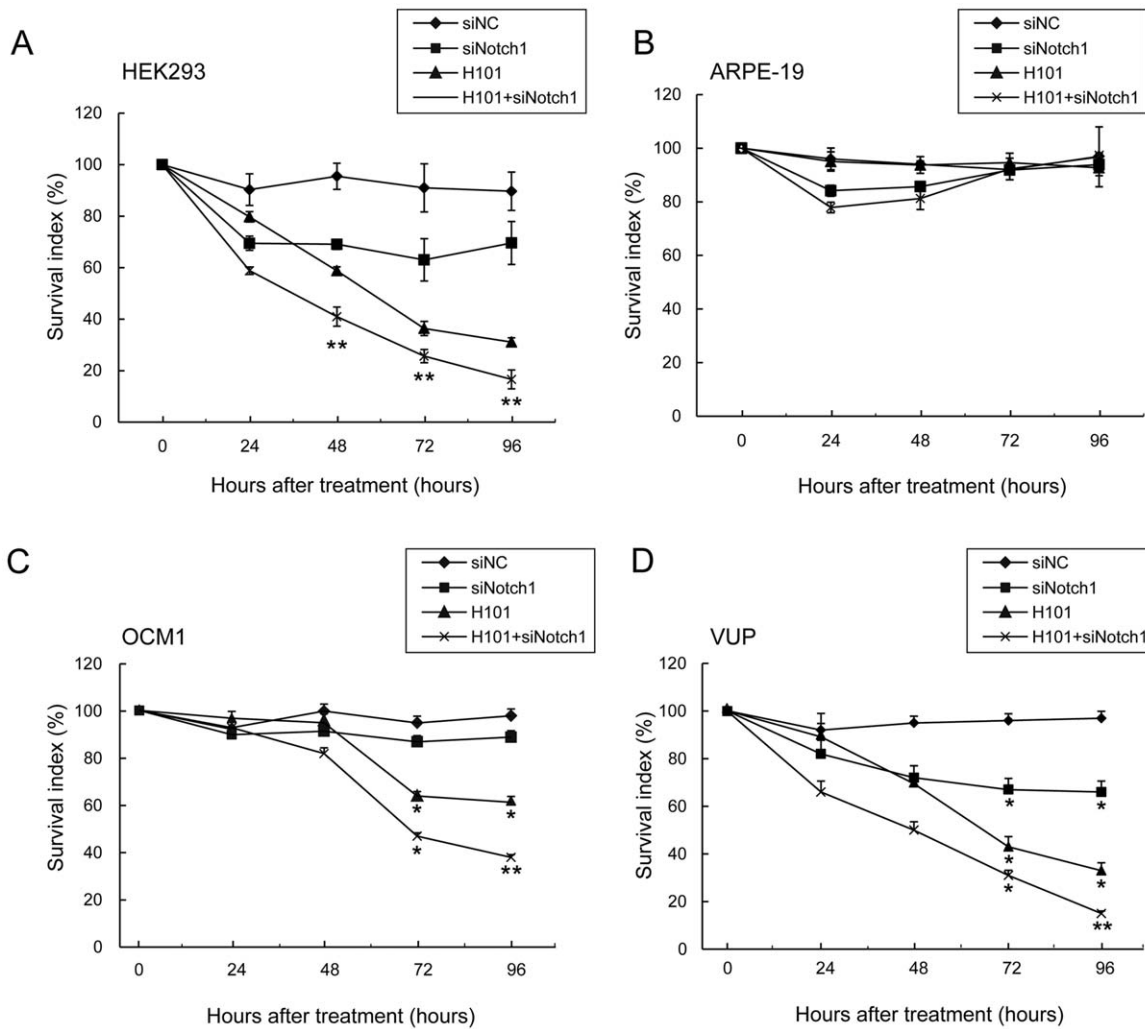 A
HEK293
siNC
siNotch1
H101
H101+siNotch1
120
100
80
60
40
20
0
Survival index (%)
**
**
**
0 24 48 72 96
Hours after treatment (hours)
B
ARPE-19
siNC
siNotch1
H101
H101+siNotch1
120
100
80
60
40
20
0
Survival index (%)
0 24 48 72 96
Hours after treatment (hours)
C
OCM1
siNC
siNotch1
H101
H101+siNotch1
120
100
80
60
40
20
0
Survival index (%)
* *
* **
0 24 48 72 96
Hours after treatment (hours)
D
VUP
siNC
siNotch1
H101
H101+siNotch1
120
100
80
60
40
20
0
Survival index (%)
* *
* *
* **
0 24 48 72 96
Hours after treatment (hours)